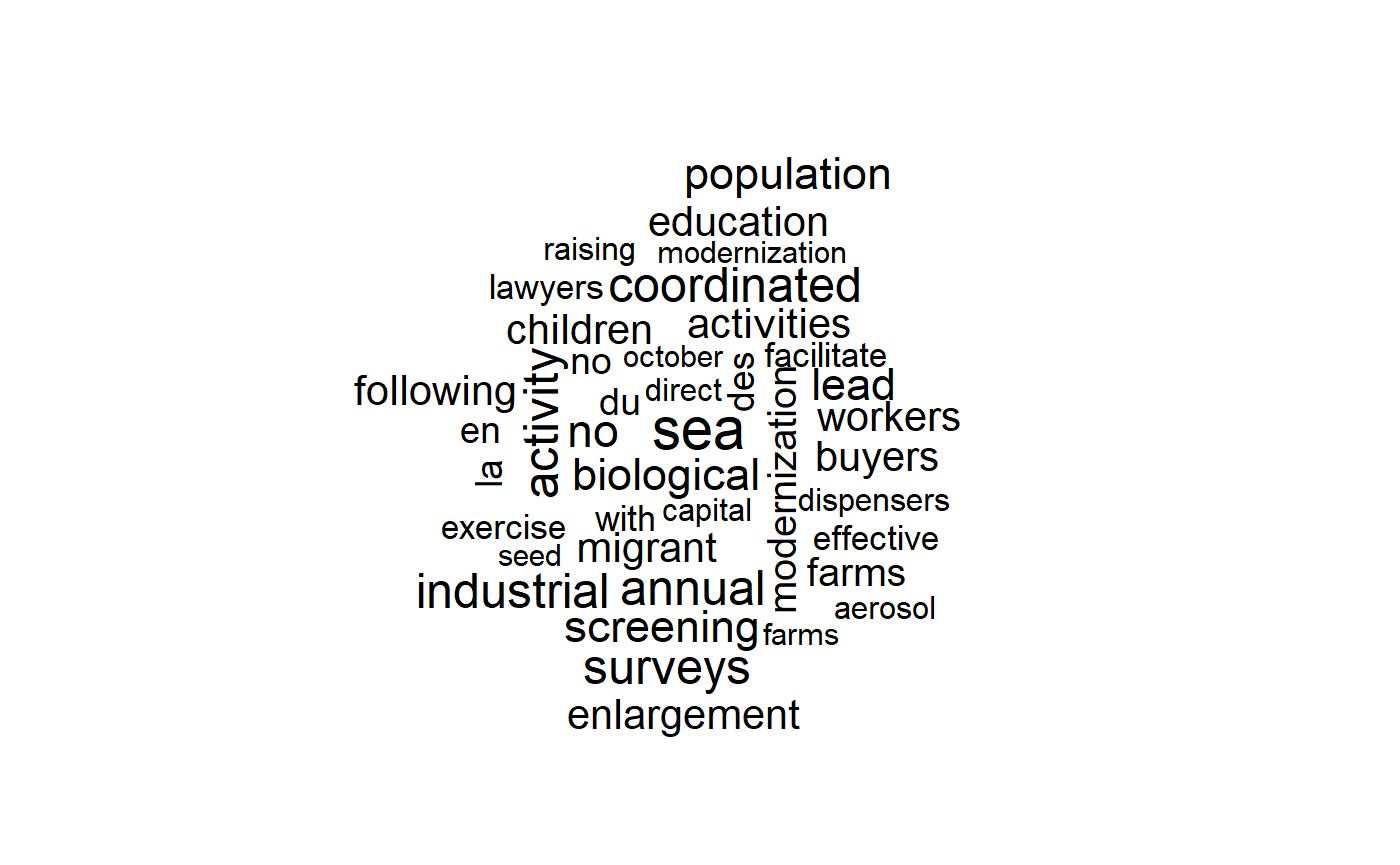 population
education
raising modernization
lawyers coordinated
children activities
no october des facilitate
following activity du direct modernization lead
en no sea workers
la biological buyers
exercise with capital dispensers
seed migrant effective
industrial annual farms
screening farms aerosol
surveys
enlargement